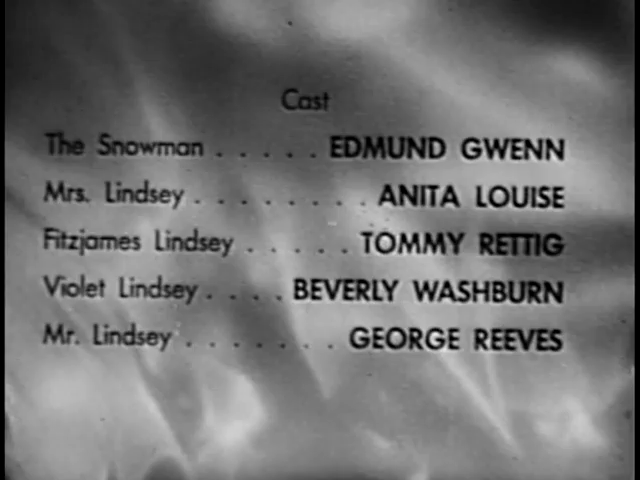 Cast
The Snowman . . . . . EDMUND GWENN
Mrs. Lindsey . . . . . . . . ANITA LOUISE
Fitzjames Lindsey . . . . . TOMMY RETTIG
Violet Lindsey . . . . BEVERLY WASHBURN
Mr. Lindsey . . . . . . . GEORGE REEVES